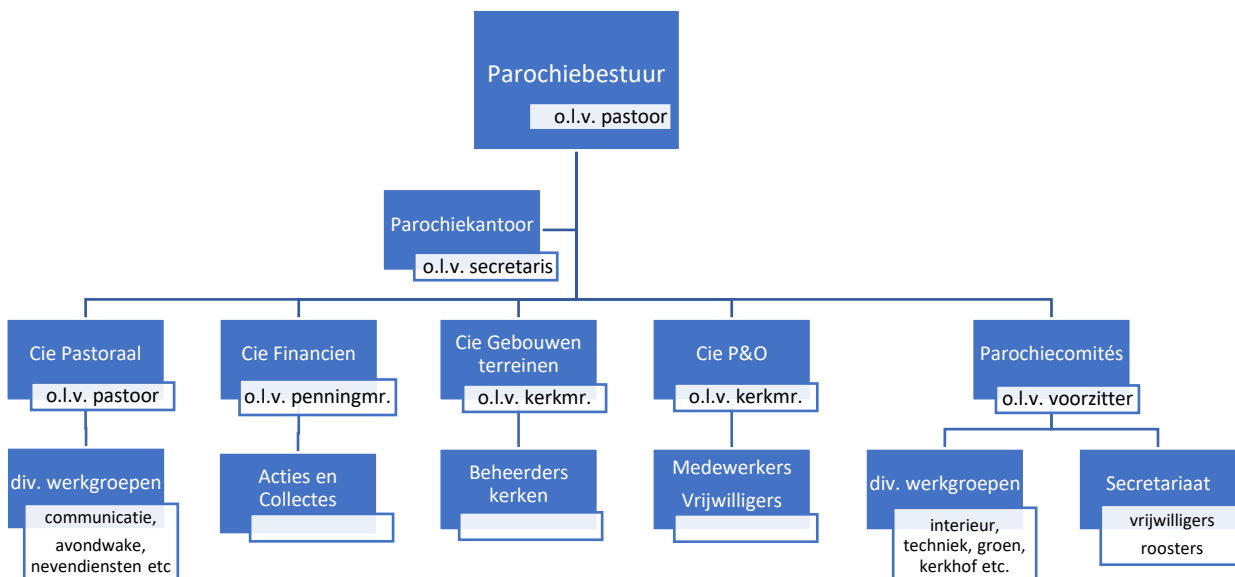 Parochiebestuur
o.l.v. pastoor
Parochiekantoor
o.l.v. secretaris
Cie Pastoraal
o.l.v. pastoor
Cie Financien
o.l.v. penningmr.
Cie Gebouwen
terreinen
o.l.v. kerkmr.
Cie P&O
o.l.v. kerkmr.
Parochiecomités
o.l.v. voorzitter
div. werkgroepen
communicatie,
avondwake,
nevendiensten etc
Acties en
Collectes
Beheerders
kerken
Medewerkers
Vrijwilligers
div. werkgroepen
interieur,
techniek, groen,
kerkhof etc.
Secretariaat
vrijwilligers
roosters